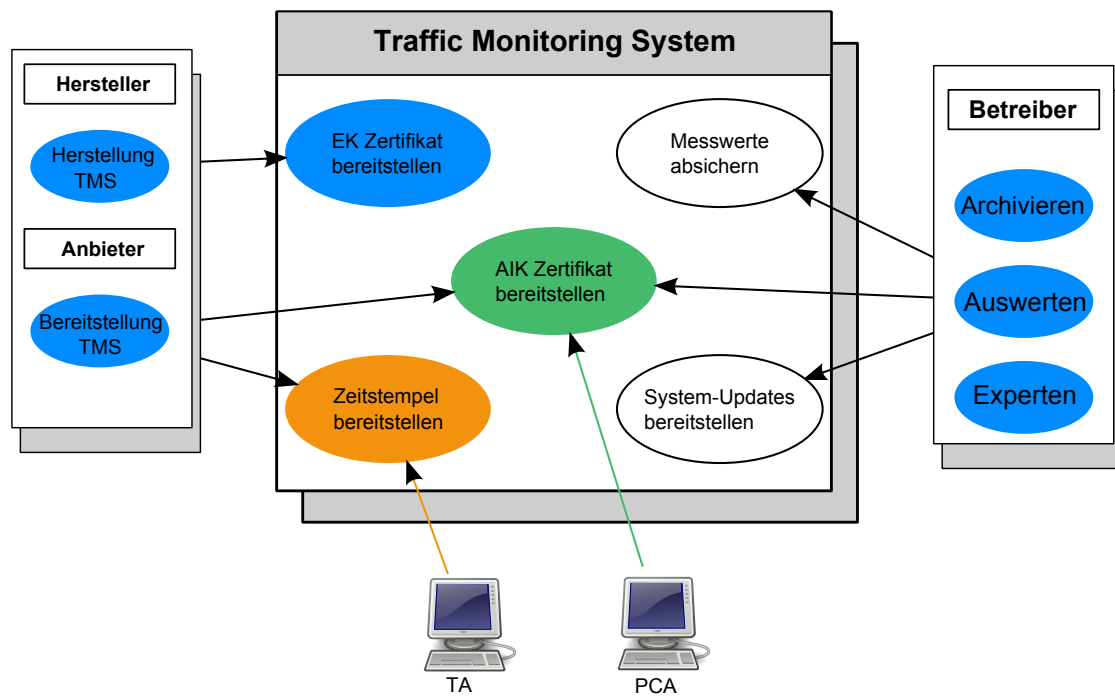 Traffic Monitoring System
Hersteller
Herstellung
TMS
Anbieter
Bereitstellung
TMS
EK Zertifikat
bereitstellen
Messwerte
absichern
AIK Zertifikat
bereitstellen
Zeitstempel
bereitstellen
System-Updates
bereitstellen
Betreiber
Archivieren
Auswerten
Experten
TA
PCA